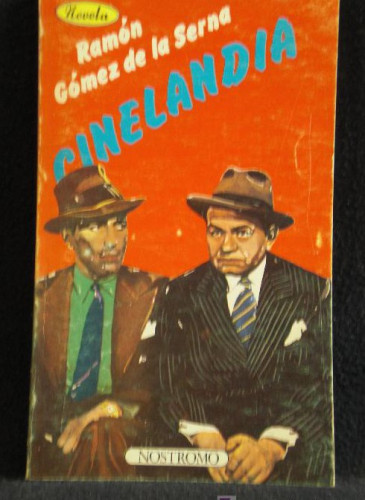 Novela
Ramón
Gómez de la Serna
CINELANDIA
NOSTROMO